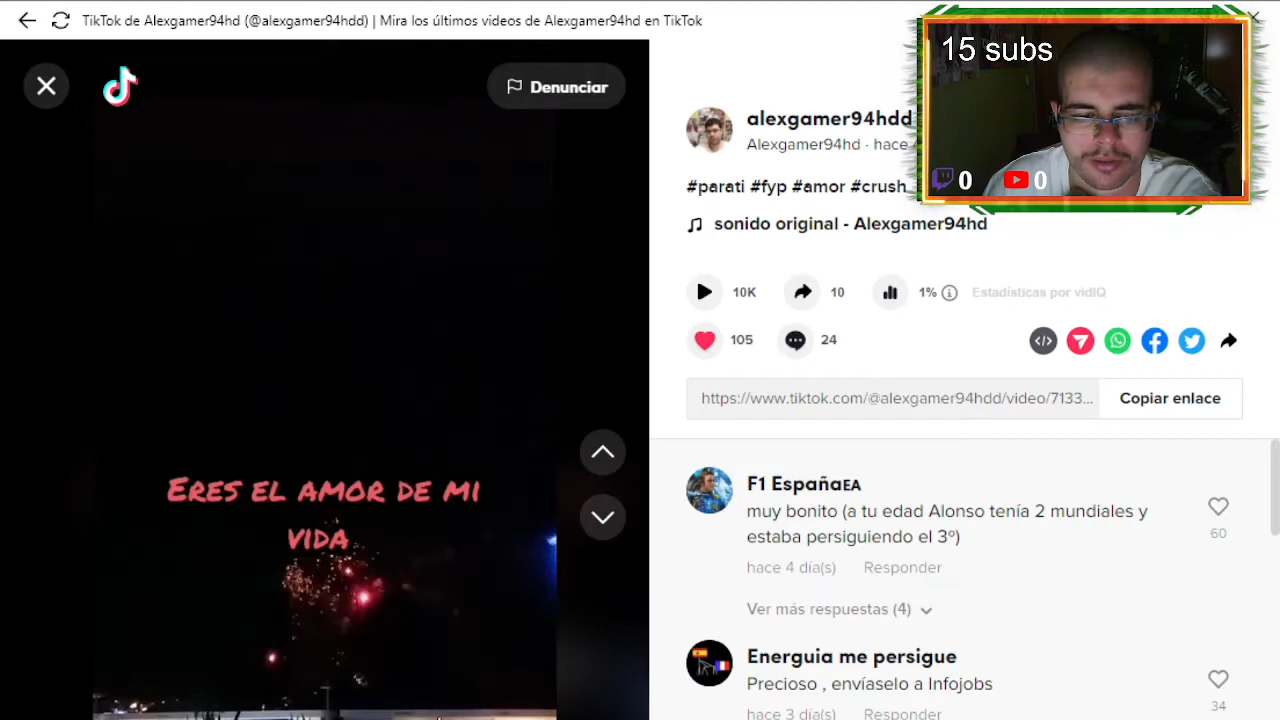 TikTok de Alexgamer94hd (@alexgamer94hdd) | Mira los últimos videos de Alexgamer94hd en TikTok
15 subs
Denunciar
alexgamer94hdd
Alexgamer94hd · hace
#parati #fyp #amor #crush
0
0
sonido original - Alexgamer94hd
10K
10
1%
Estadísticas por vidIQ
105
24
https://www.tiktok.com/@alexgamer94hdd/video/7133...
Copiar enlace
ERES EL AMOR DE MI
VIDA
F1 EspañaEA
muy bonito (a tu edad Alonso tenía 2 mundiales y
estaba persiguiendo el 3º)
60
hace 4 día(s)
Responder
Ver más respuestas (4)
Energuia me persigue
Precioso , envíaselo a Infojobs
34
hace 3 día(s)
Responder